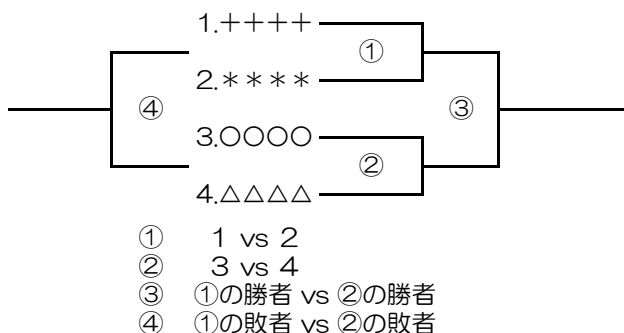 1.++++
①
2.＊＊＊＊
④
③
3.○○○○
②
4.△△△△
① 1 vs 2
② 3 vs 4
③ ①の勝者 vs ②の勝者
④ ①の敗者 vs ②の敗者